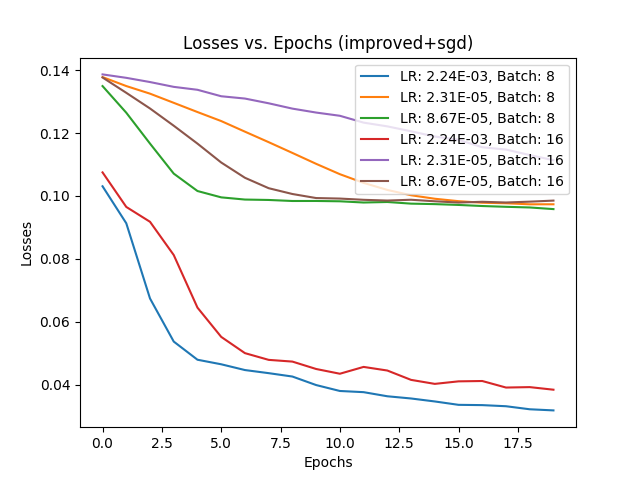 Losses vs. Epochs (improved+sgd)
LR: 2.24E-03, Batch: 8
LR: 2.31E-05, Batch: 8
LR: 8.67E-05, Batch: 8
LR: 2.24E-03, Batch: 16
LR: 2.31E-05, Batch: 16
LR: 8.67E-05, Batch: 16
Losses
0.14
0.12
0.10
0.08
0.06
0.04
0.0 2.5 5.0 7.5 10.0 12.5 15.0 17.5
Epochs